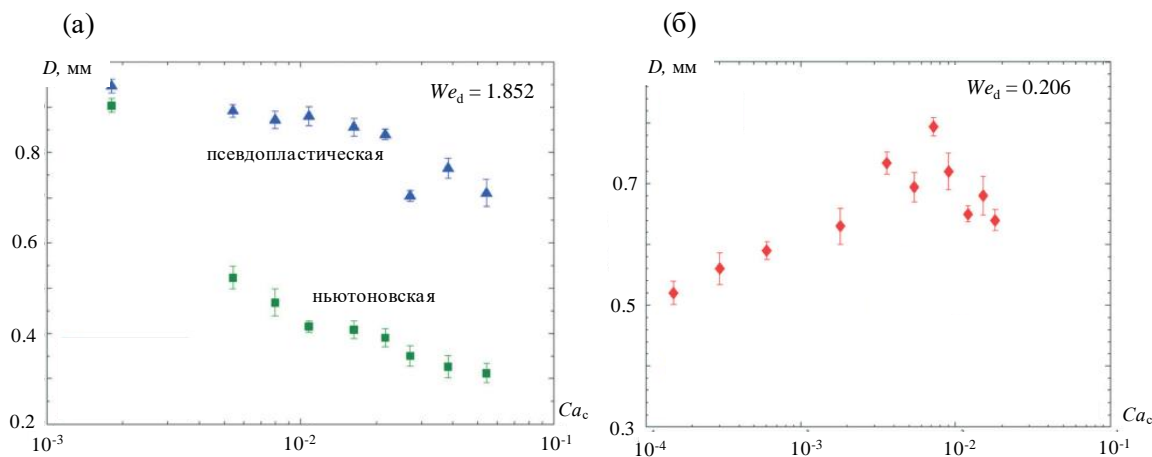 (а)
(б)
D, мм
We_d = 1.852
псевдопластическая
ньютоновская
0.8
0.6
0.4
0.2
10^-3
10^-2
10^-1
Ca_c
D, мм
We_d = 0.206
0.7
0.5
0.3
10^-4
10^-3
10^-2
10^-1
Ca_c